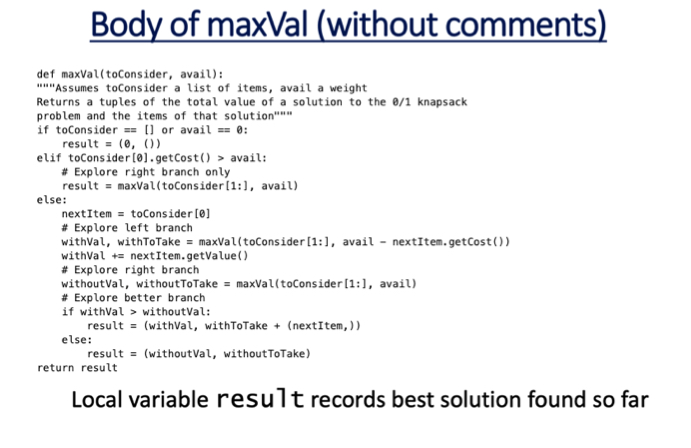 Body of maxVal (without comments)
def maxVal(toConsider, avail):
"""Assumes toConsider a list of items, avail a weight
Returns a tuples of the total value of a solution to the 0/1 knapsack
problem and the items of that solution"""
if toConsider == [] or avail == 0:
    result = (0, ())
elif toConsider[0].getCost() > avail:
    # Explore right branch only
    result = maxVal(toConsider[1:], avail)
else:
    nextItem = toConsider[0]
    # Explore left branch
    withVal, withToTake = maxVal(toConsider[1:], avail - nextItem.getCost())
    withVal += nextItem.getValue()
    # Explore right branch
    withoutVal, withoutToTake = maxVal(toConsider[1:], avail)
    # Explore better branch
    if withVal > withoutVal:
        result = (withVal, withToTake + (nextItem,))
    else:
        result = (withoutVal, withoutToTake)
return result
Local variable result records best solution found so far